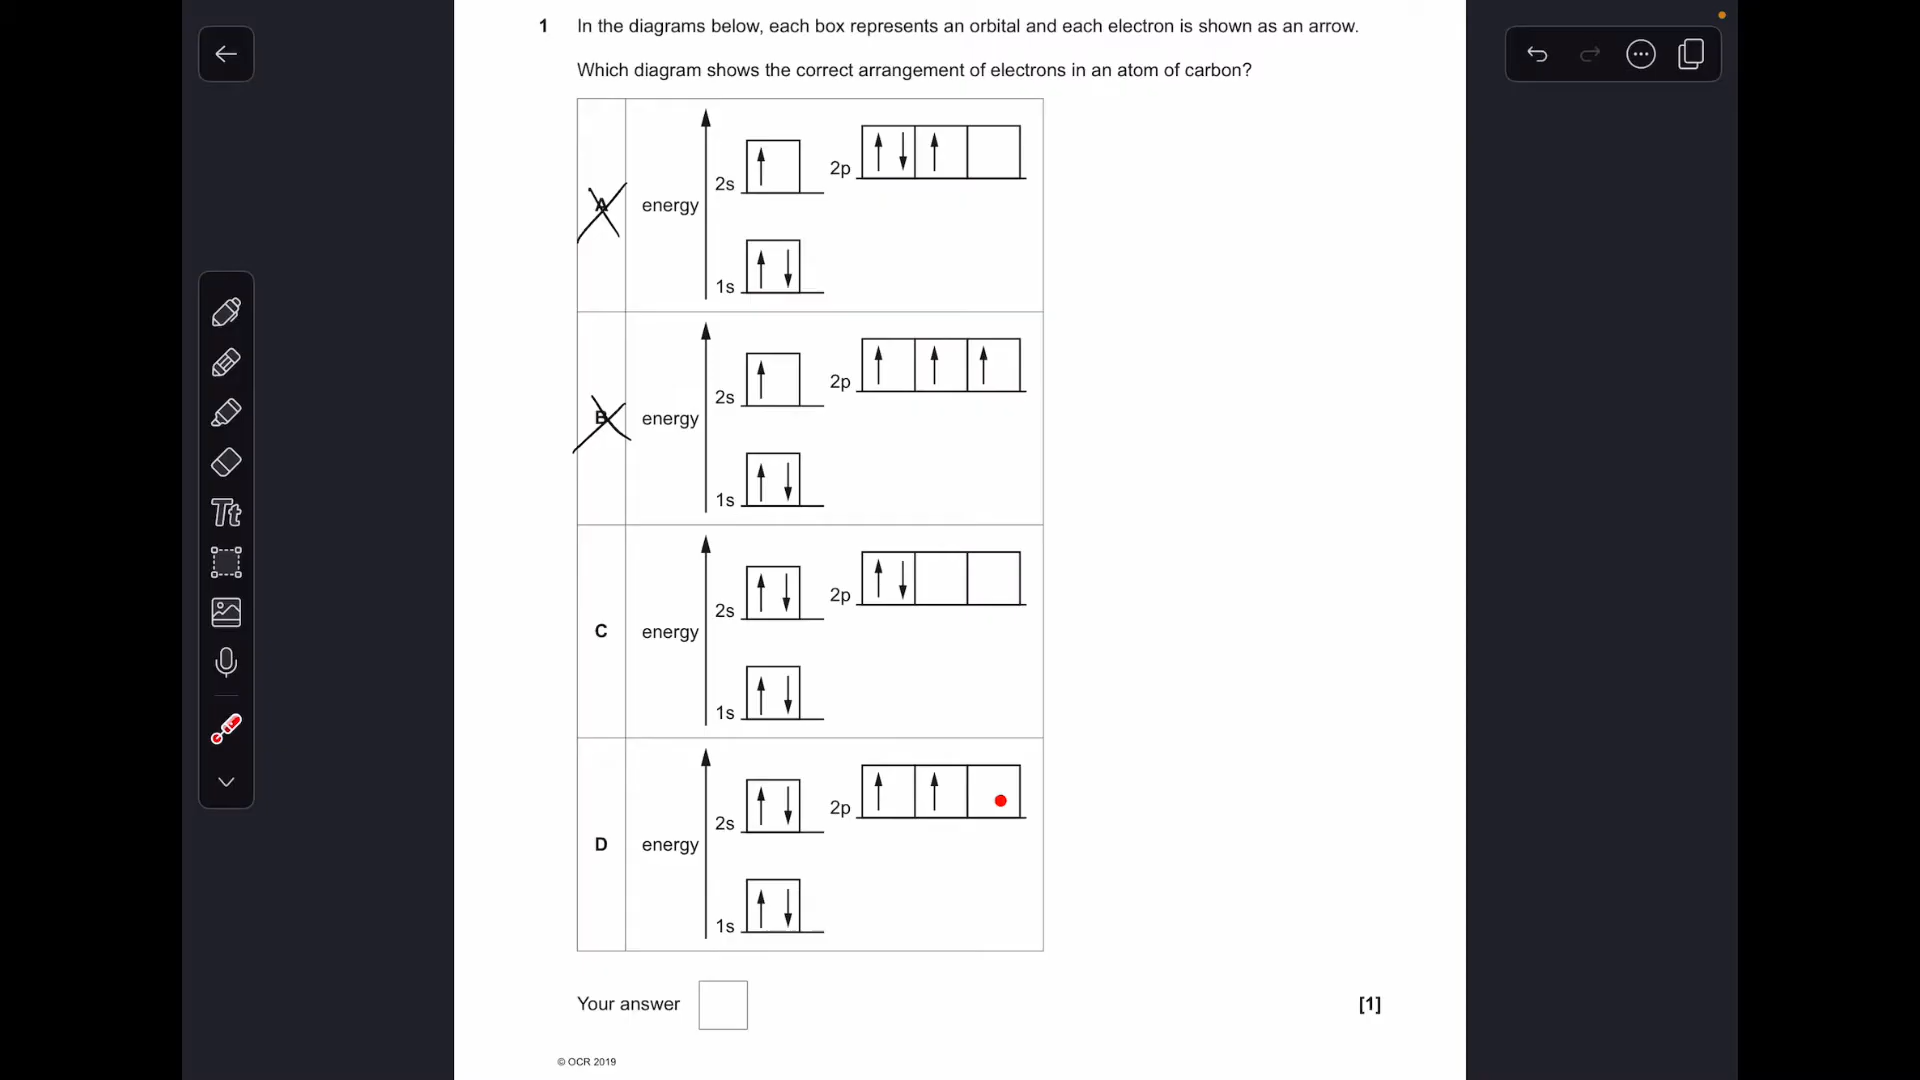 1 In the diagrams below, each box represents an orbital and each electron is shown as an arrow.
Which diagram shows the correct arrangement of electrons in an atom of carbon?
A energy 2s 2p
1s
B energy 2s 2p
1s
C energy 2s 2p
1s
D energy 2s 2p
1s
Your answer [1]
© OCR 2019
Tt